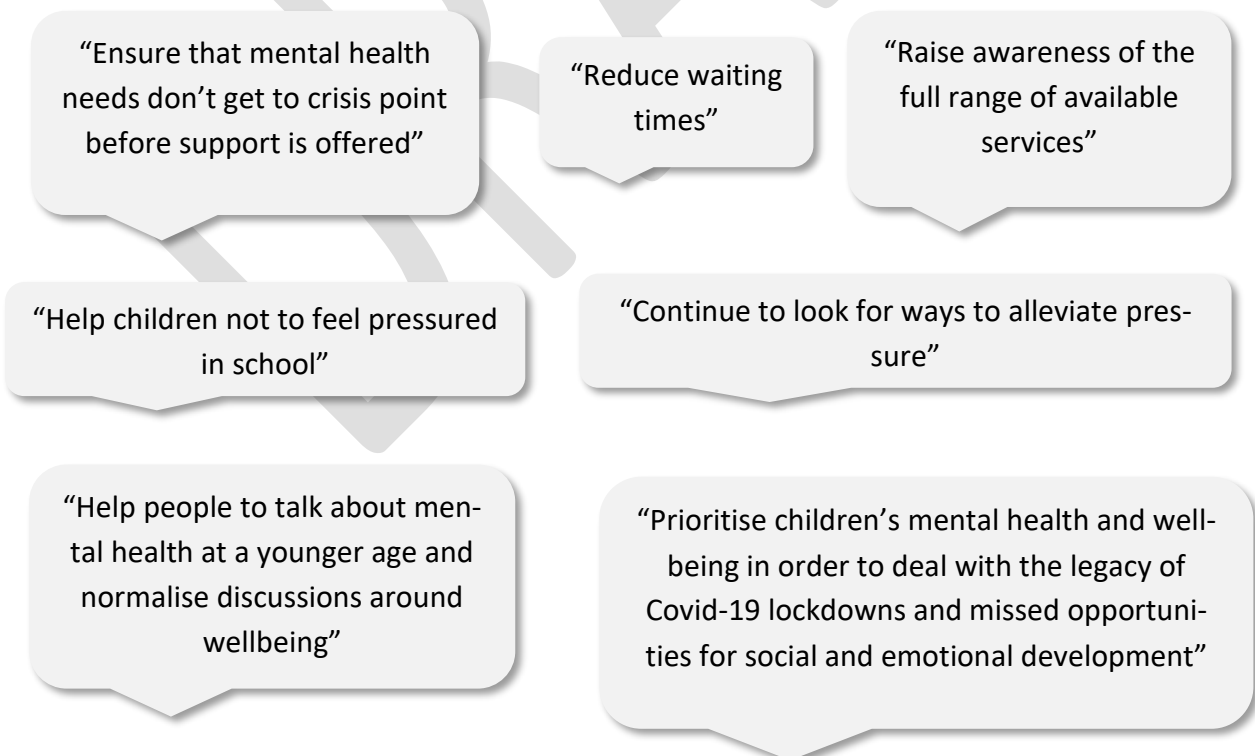 “Ensure that mental health
needs don’t get to crisis point
before support is offered”
“Reduce waiting
times”
“Raise awareness of the
full range of available
services”
“Help children not to feel pressured
in school”
“Continue to look for ways to alleviate pres-
sure”
“Help people to talk about men-
tal health at a younger age and
normalise discussions around
wellbeing”
“Prioritise children’s mental health and well-
being in order to deal with the legacy of
Covid-19 lockdowns and missed opportuni-
ties for social and emotional development”